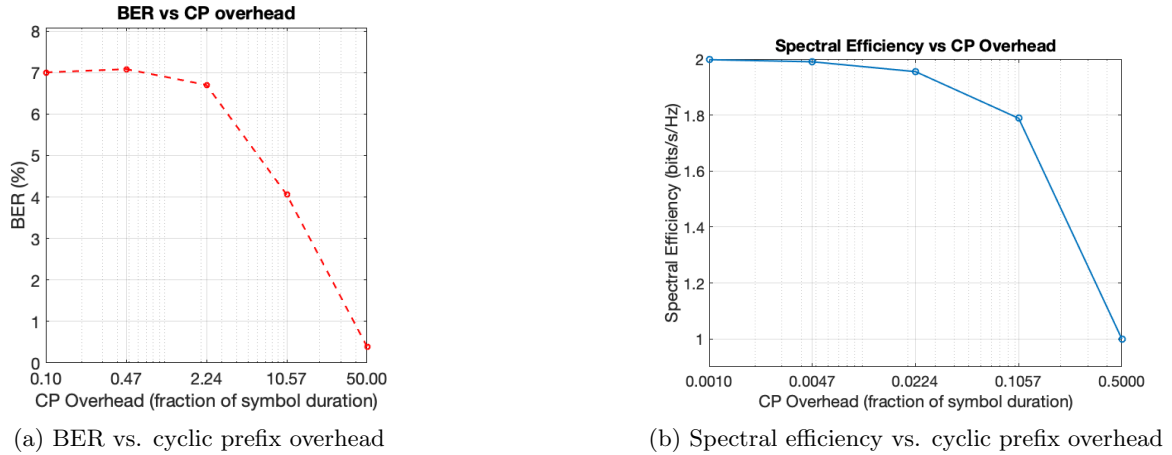 BER vs CP overhead
8
7
6
5
4
3
2
1
0
BER (%)
0.10 0.47 2.24 10.57 50.00
CP Overhead (fraction of symbol duration)
(a) BER vs. cyclic prefix overhead
Spectral Efficiency vs CP Overhead
2
1.8
1.6
1.4
1.2
1
Spectral Efficiency (bits/s/Hz)
0.0010 0.0047 0.0224 0.1057 0.5000
CP Overhead (fraction of symbol duration)
(b) Spectral efficiency vs. cyclic prefix overhead